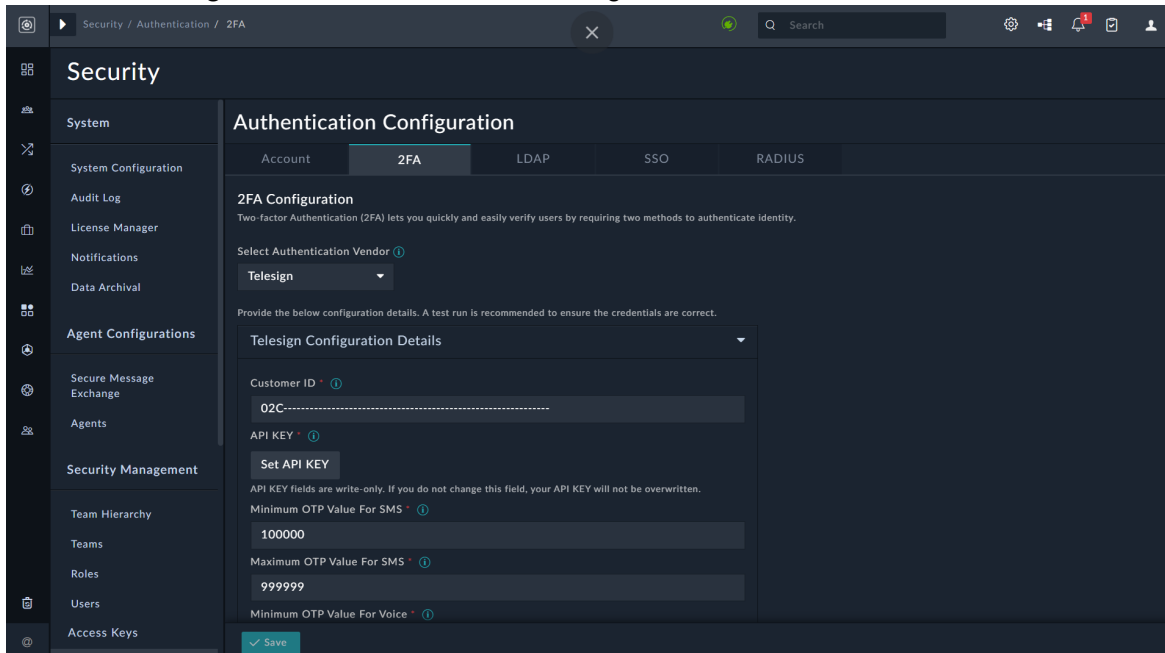 Security / Authentication / 2FA
Search
1
Security
System
System Configuration
Audit Log
License Manager
Notifications
Data Archival
Agent Configurations
Secure Message
Exchange
Agents
Security Management
Team Hierarchy
Teams
Roles
Users
Access Keys
Authentication Configuration
Account 2FA LDAP SSO RADIUS
2FA Configuration
Two-factor Authentication (2FA) lets you quickly and easily verify users by requiring two methods to authenticate identity.
Select Authentication Vendor
Telesign
Provide the below configuration details. A test run is recommended to ensure the credentials are correct.
Telesign Configuration Details
Customer ID *
02C-------------------------------------------------------------
API KEY *
Set API KEY
API KEY fields are write-only. If you do not change this field, your API KEY will not be overwritten.
Minimum OTP Value For SMS *
100000
Maximum OTP Value For SMS *
999999
Minimum OTP Value For Voice *
Save